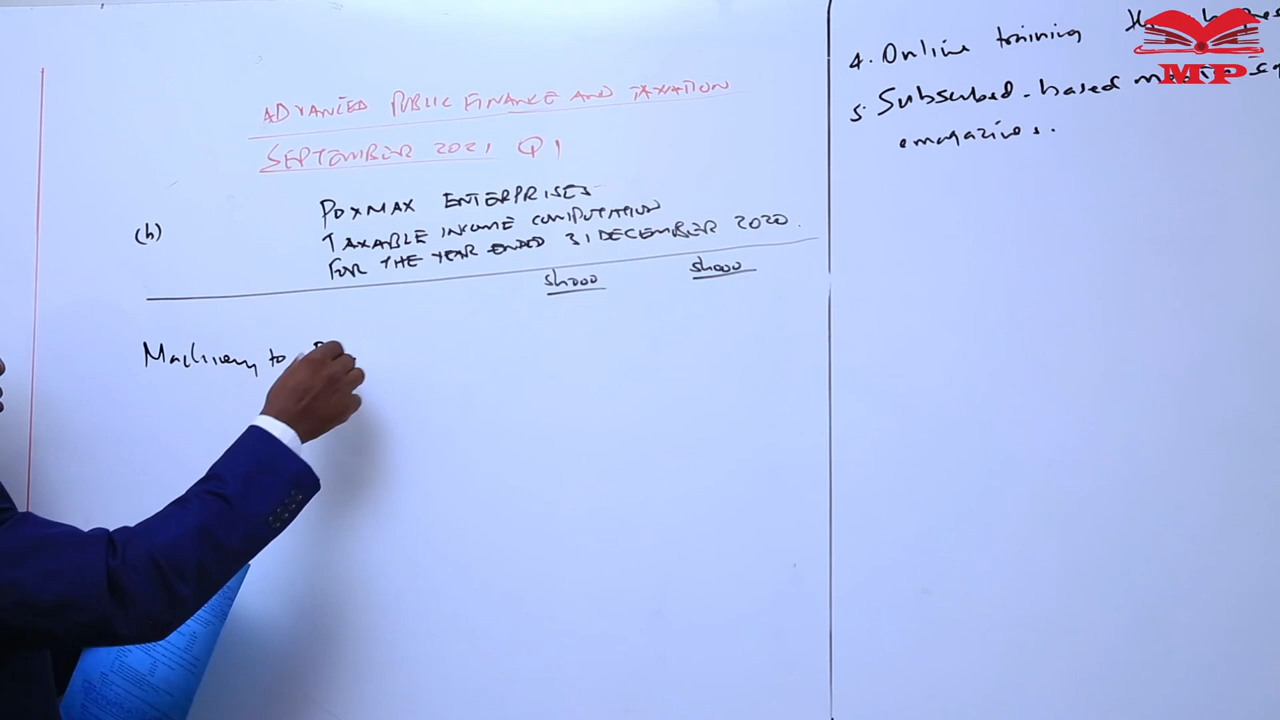 ADVANCED PUBLIC FINANCE AND TAXATION
SEPTEMBER 2021 Q1
(b)
POXMAX ENTERPRISES
TAXABLE INCOME COMPUTATION
FOR THE YEAR ENDED 31 DECEMBER 2020.
sh000 sh000
Machinery to
4. Online training
5. Subscribed-based
emagazines.
MP